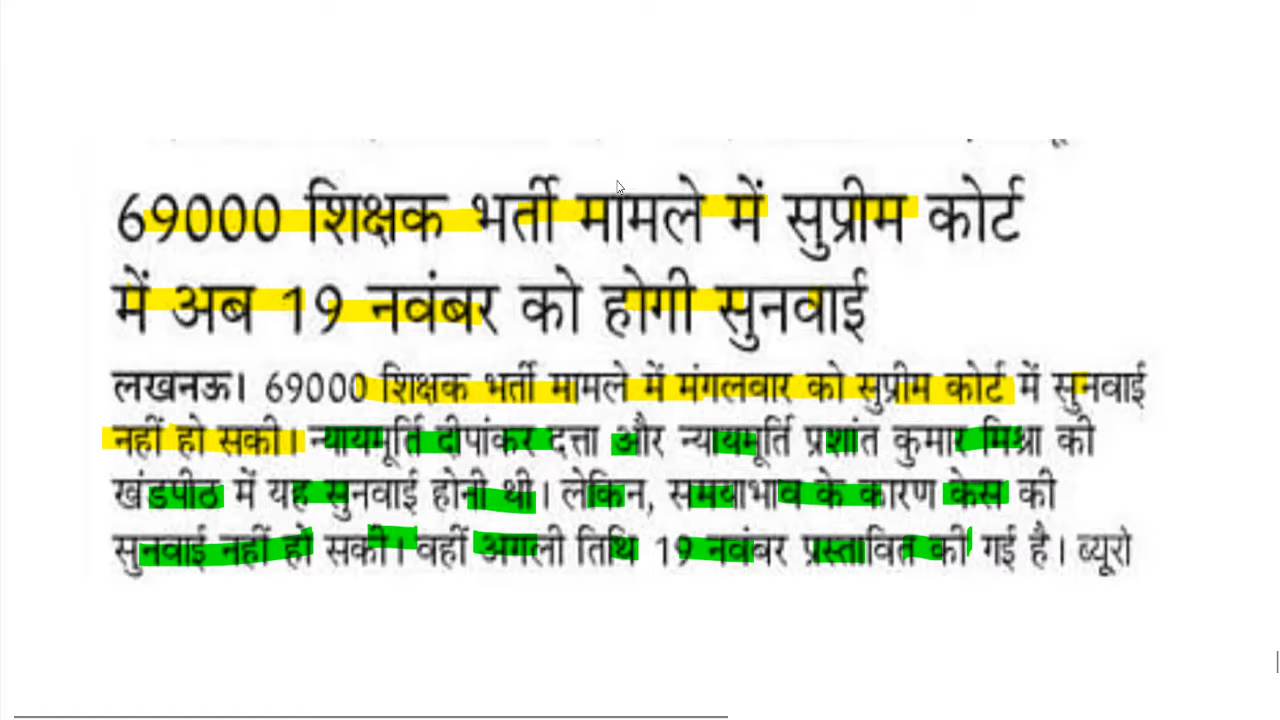 69000 शिक्षक भर्ती मामले में सुप्रीम कोर्ट
में अब 19 नवंबर को होगी सुनवाई
लखनऊ। 69000 शिक्षक भर्ती मामले में मंगलवार को सुप्रीम कोर्ट में सुनवाई
नहीं हो सकी। न्यायमूर्ति दीपांकर दत्ता और न्यायमूर्ति प्रशांत कुमार मिश्रा की
खंडपीठ में यह सुनवाई होनी थी। लेकिन, समयाभाव के कारण केस की
सुनवाई नहीं हो सकी। वहीं अगली तिथि 19 नवंबर प्रस्तावित की गई है। ब्यूरो